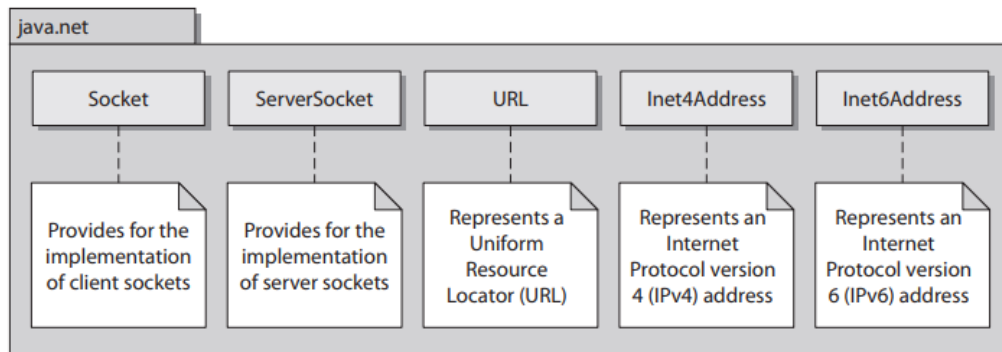 java.net
Socket
ServerSocket
URL
Inet4Address
Inet6Address
Provides for the
implementation
of client sockets
Provides for the
implementation
of server sockets
Represents a
Uniform
Resource
Locator (URL)
Represents an
Internet
Protocol version
4 (IPv4) address
Represents an
Internet
Protocol version
6 (IPv6) address